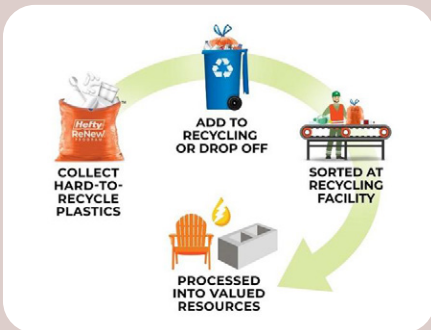 Hefty
ReNew
COLLECT
HARD-TO-
RECYCLE
PLASTICS
ADD TO
RECYCLING
OR DROP OFF
SORTED AT
RECYCLING
FACILITY
PROCESSED
INTO VALUED
RESOURCES